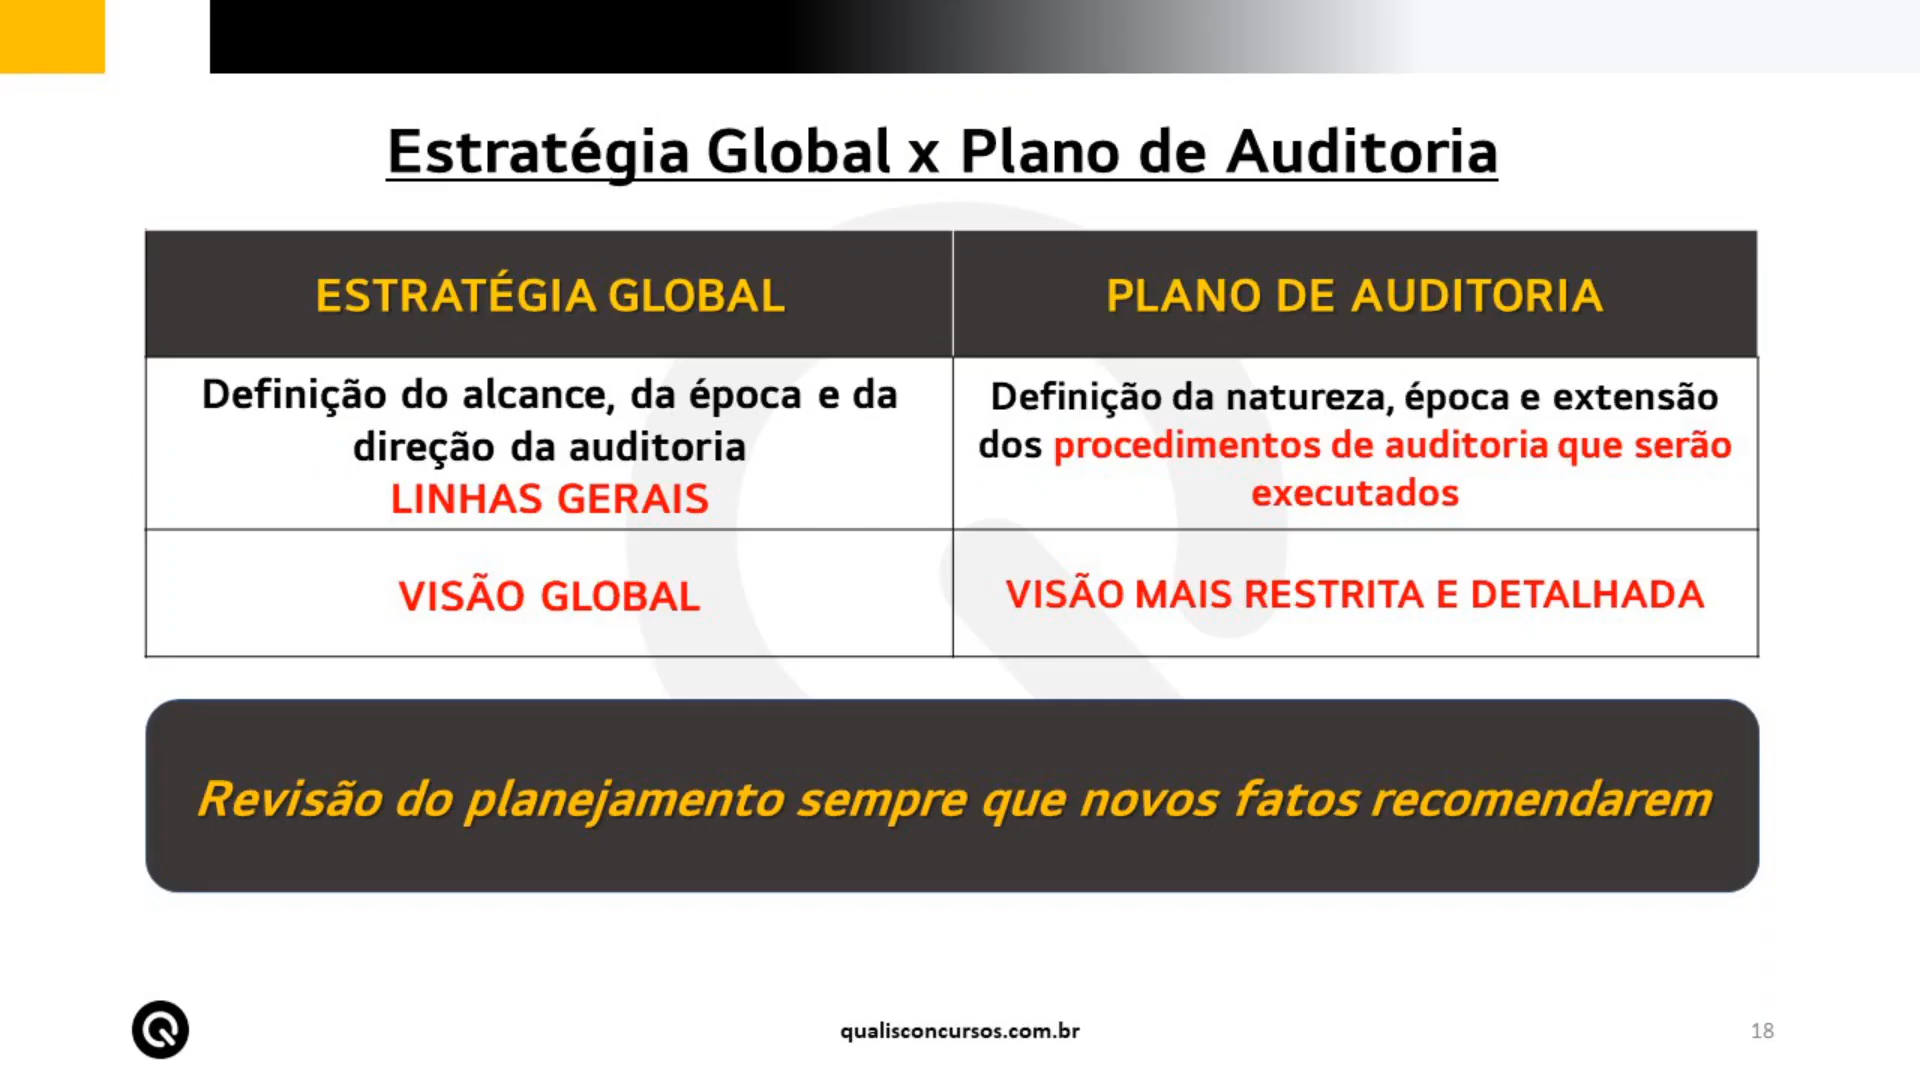 Estratégia Global x Plano de Auditoria
ESTRATÉGIA GLOBAL
PLANO DE AUDITORIA
Definição do alcance, da época e da
direção da auditoria
LINHAS GERAIS
Definição da natureza, época e extensão
dos procedimentos de auditoria que serão
executados
VISÃO GLOBAL
VISÃO MAIS RESTRITA E DETALHADA
Revisão do planejamento sempre que novos fatos recomendarem
qualisconcursos.com.br
18